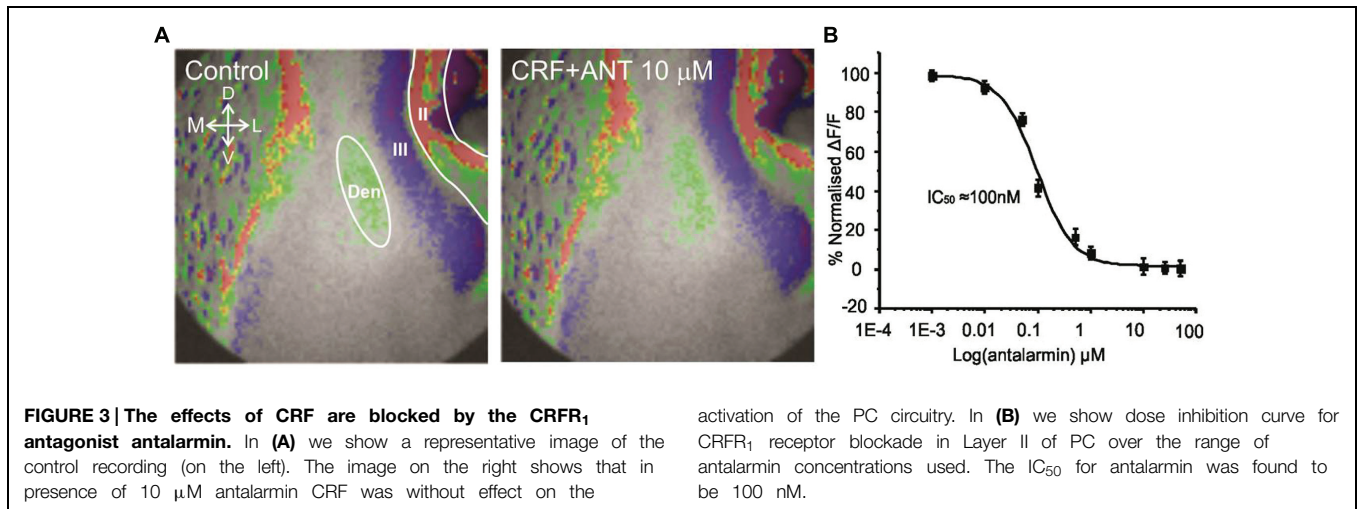 A
Control
D
M
L
V
II
III
Den
CRF+ANT 10 µM
B
% Normalised ΔF/F
100
80
60
40
20
0
-20
IC50 ≈100nM
1E-4 1E-3 0.01 0.1 1 10 100
Log(antalarmin) µM
FIGURE 3 | The effects of CRF are blocked by the CRFR1
antagonist antalarmin. In (A) we show a representative image of the
control recording (on the left). The image on the right shows that in
presence of 10 µM antalarmin CRF was without effect on the
activation of the PC circuitry. In (B) we show dose inhibition curve for
CRFR1 receptor blockade in Layer II of PC over the range of
antalarmin concentrations used. The IC50 for antalarmin was found to
be 100 nM.